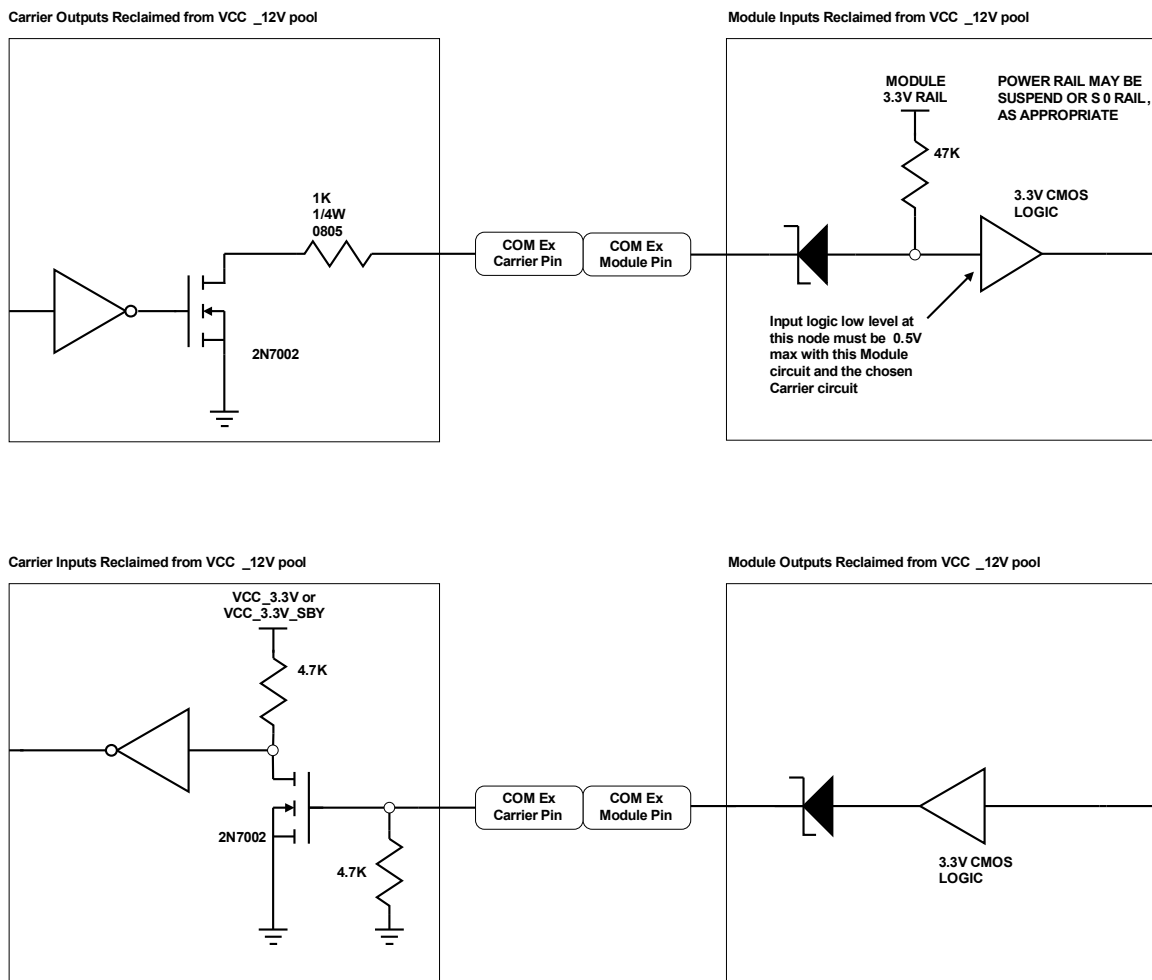 Carrier Outputs Reclaimed from VCC _12V pool
Module Inputs Reclaimed from VCC _12V pool
MODULE
3.3V RAIL
POWER RAIL MAY BE
SUSPEND OR S 0 RAIL,
AS APPROPRIATE
47K
1K
1/4W
0805
3.3V CMOS
LOGIC
COM Ex
Carrier Pin
COM Ex
Module Pin
2N7002
Input logic low level at
this node must be 0.5V
max with this Module
circuit and the chosen
Carrier circuit
Carrier Inputs Reclaimed from VCC _12V pool
Module Outputs Reclaimed from VCC _12V pool
VCC_3.3V or
VCC_3.3V_SBY
4.7K
COM Ex
Carrier Pin
COM Ex
Module Pin
2N7002
4.7K
3.3V CMOS
LOGIC